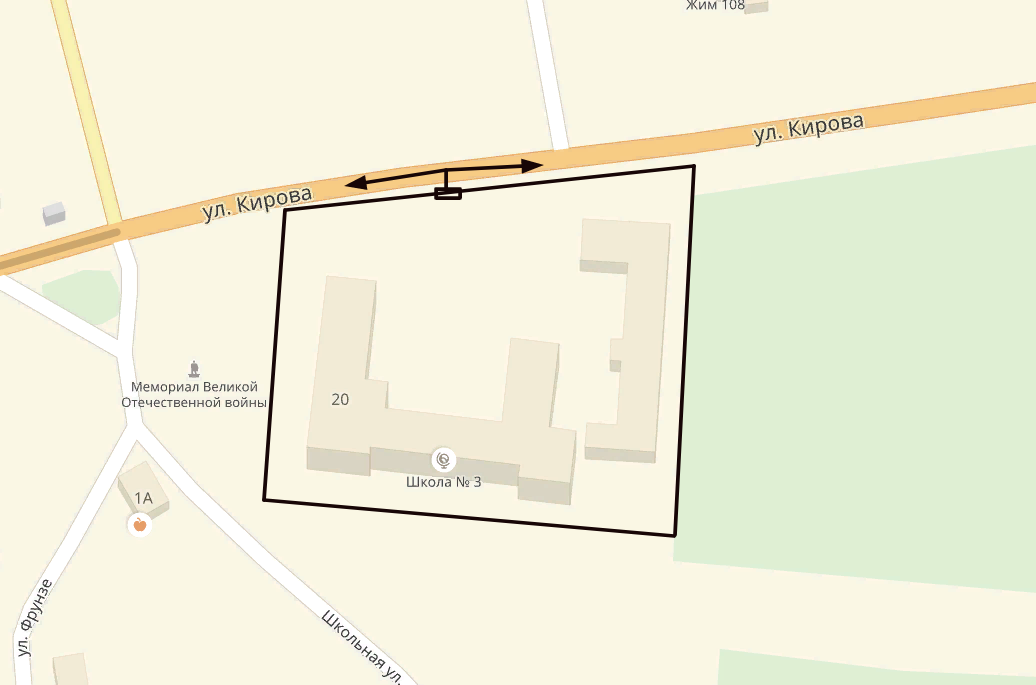 Жим 108
ул. Кирова
ул. Кирова
Мемориал Великой
Отечественной войны
20
Школа № 3
1А
ул. Фрунзе
Школьная ул.